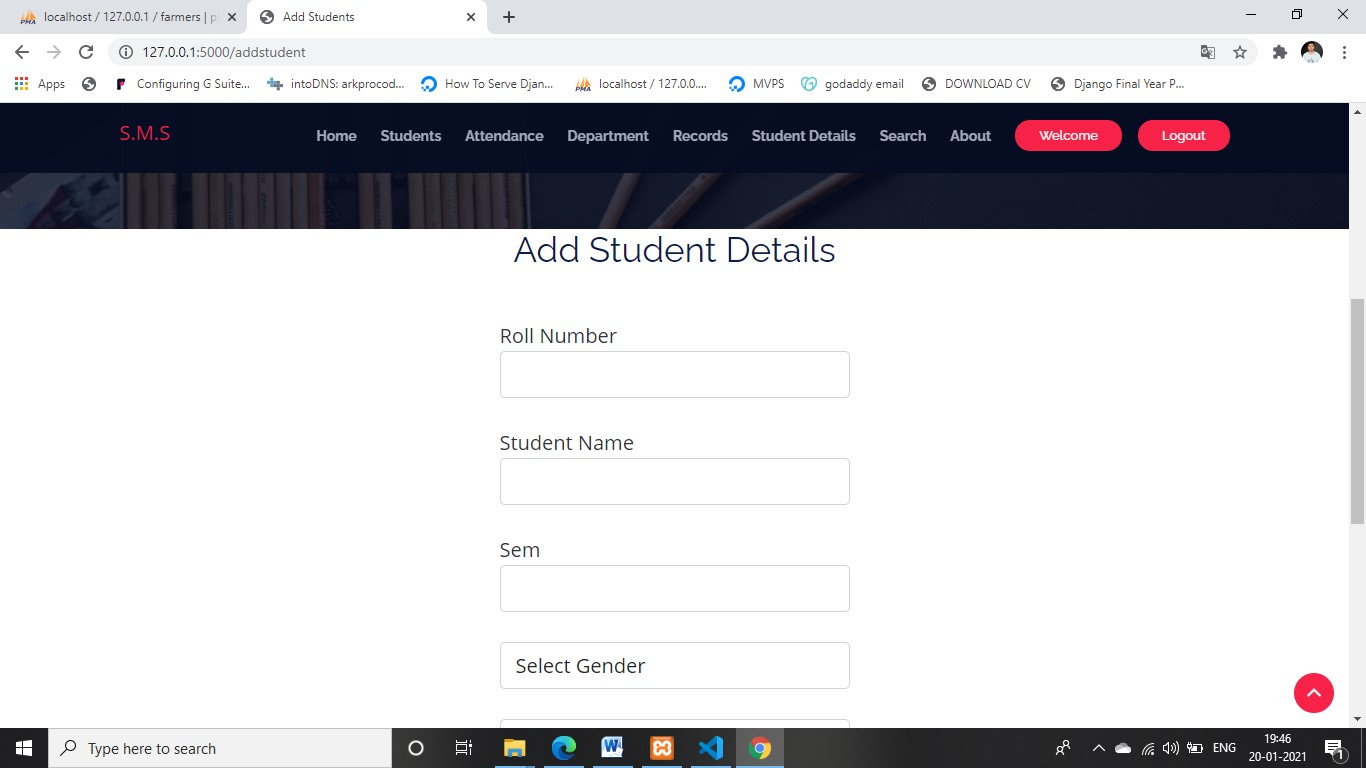 localhost / 127.0.0.1 / farmers | p
Add Students
127.0.0.1:5000/addstudent
Apps
Configuring G Suite...
intoDNS: arkprocod...
How To Serve Djan...
localhost / 127.0.0....
MVPS
godaddy email
DOWNLOAD CV
Django Final Year P...
S.M.S
Home
Students
Attendance
Department
Records
Student Details
Search
About
Welcome
Logout
Add Student Details
Roll Number
Student Name
Sem
Select Gender
Type here to search
ENG
19:46
20-01-2021
1